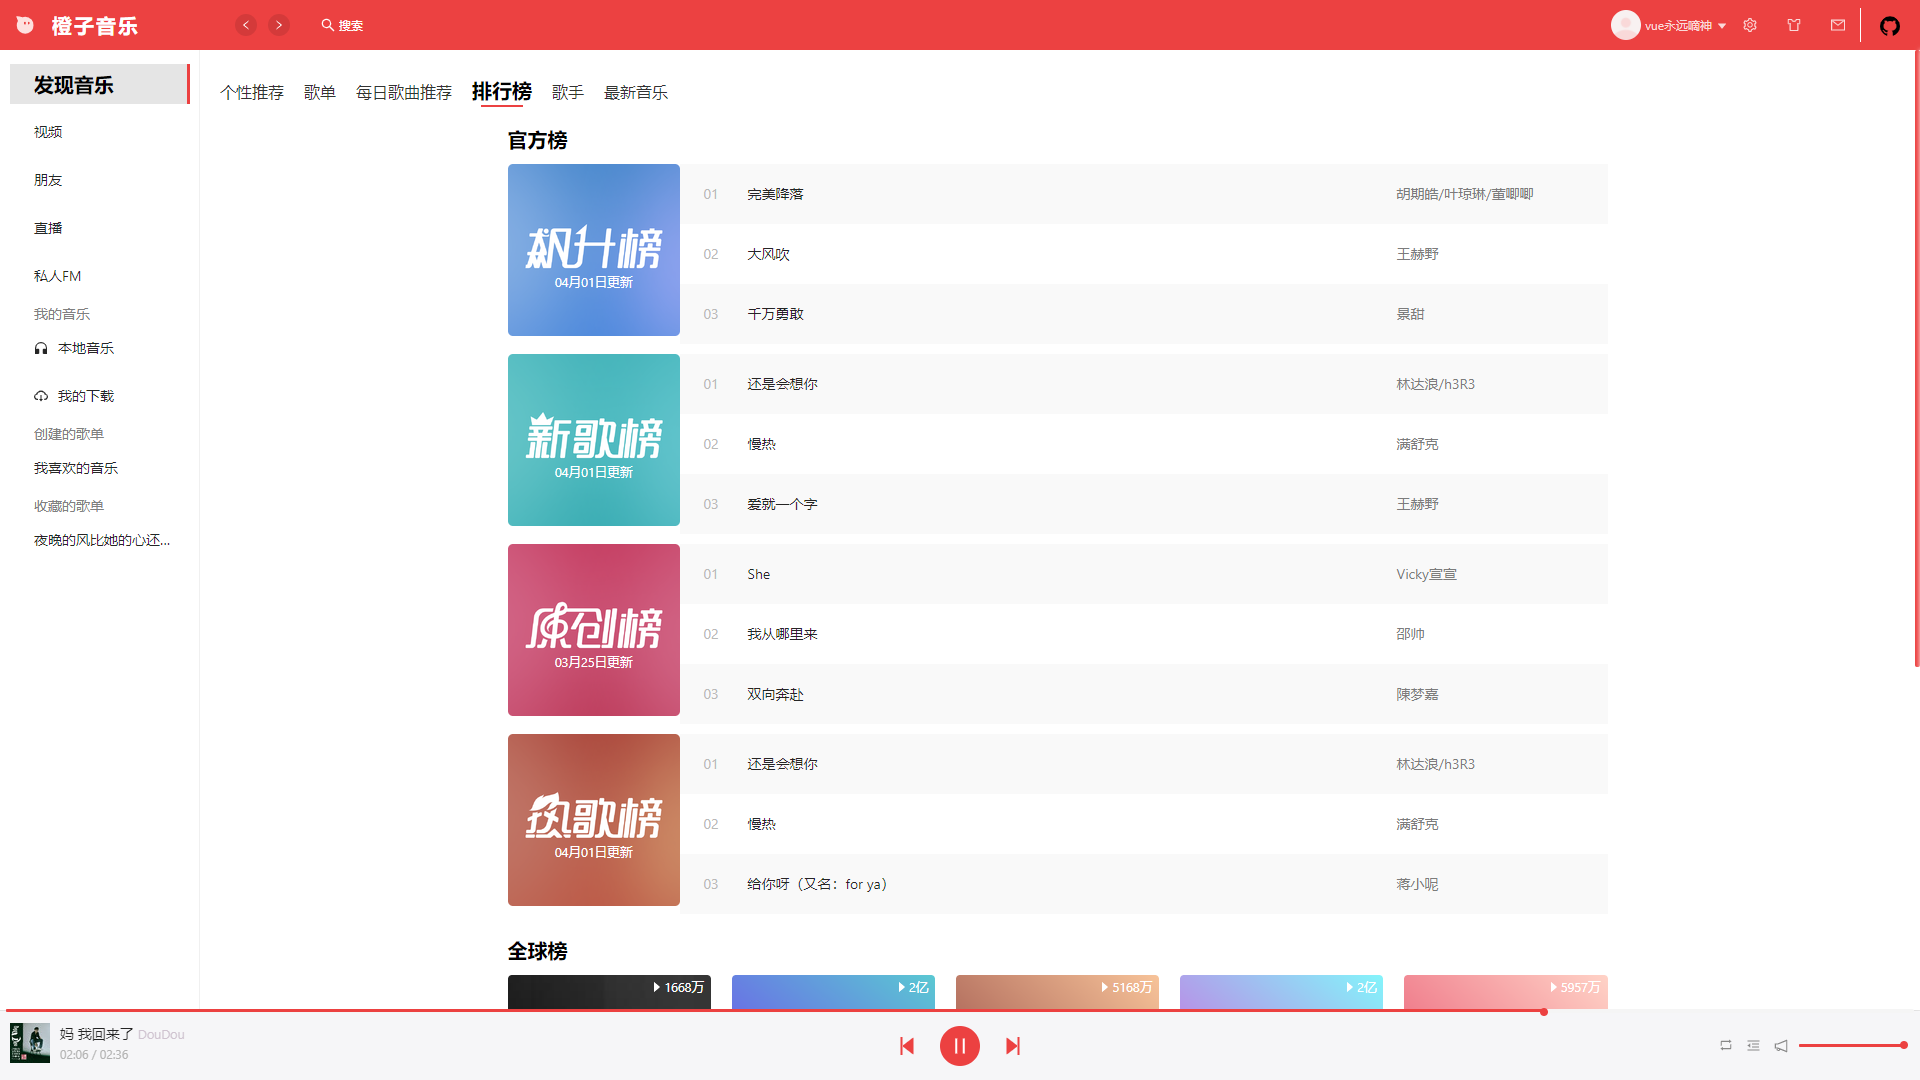 橙子音乐
搜索
vue永远嘀神
发现音乐
视频
朋友
直播
私人FM
我的音乐
本地音乐
我的下载
创建的歌单
我喜欢的音乐
收藏的歌单
夜晚的风比她的心还...
个性推荐 歌单 每日歌曲推荐 排行榜 歌手 最新音乐
官方榜
飙升榜
04月01日更新
01 完美降落 胡期皓/叶琼琳/董唧唧
02 大风吹 王赫野
03 千万勇敢 景甜
新歌榜
04月01日更新
01 还是会想你 林达浪/h3R3
02 慢热 满舒克
03 爱就一个字 王赫野
原创榜
03月25日更新
01 She Vicky宣宣
02 我从哪里来 邵帅
03 双向奔赴 陳梦嘉
热歌榜
04月01日更新
01 还是会想你 林达浪/h3R3
02 慢热 满舒克
03 给你呀（又名：for ya） 蒋小呢
全球榜
1668万 2亿 5168万 2亿 5957万
妈 我回来了 DouDou
02:06 / 02:36